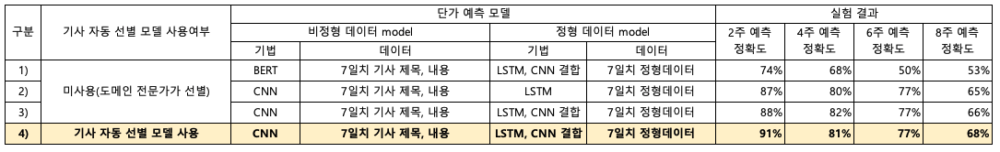 구분 기사 자동 선별 모델 사용여부 단가 예측 모델 실험 결과
비정형 데이터 model 정형 데이터 model 2주 예측 정확도 4주 예측 정확도 6주 예측 정확도 8주 예측 정확도
기법 데이터 기법 데이터
1) 미사용(도메인 전문가가 선별) BERT 7일치 기사 제목, 내용 LSTM, CNN 결합 7일치 정형데이터 74% 68% 50% 53%
2) CNN 7일치 기사 제목, 내용 LSTM 7일치 정형데이터 87% 80% 77% 65%
3) CNN 7일치 기사 제목, 내용 LSTM, CNN 결합 7일치 정형데이터 88% 82% 77% 66%
4) 기사 자동 선별 모델 사용 CNN 7일치 기사 제목, 내용 LSTM, CNN 결합 7일치 정형데이터 91% 81% 77% 68%